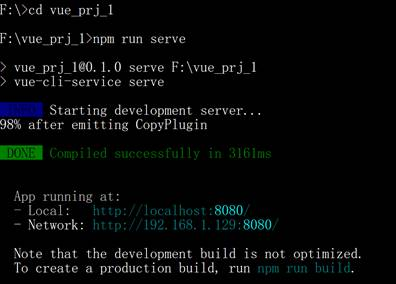 F:\>cd vue_prj_1
F:\vue_prj_1>npm run serve
> vue_prj_1@0.1.0 serve F:\vue_prj_1
> vue-cli-service serve
INFO Starting development server...
98% after emitting CopyPlugin
DONE Compiled successfully in 3161ms
App running at:
- Local: http://localhost:8080/
- Network: http://192.168.1.129:8080/
Note that the development build is not optimized.
To create a production build, run npm run build.